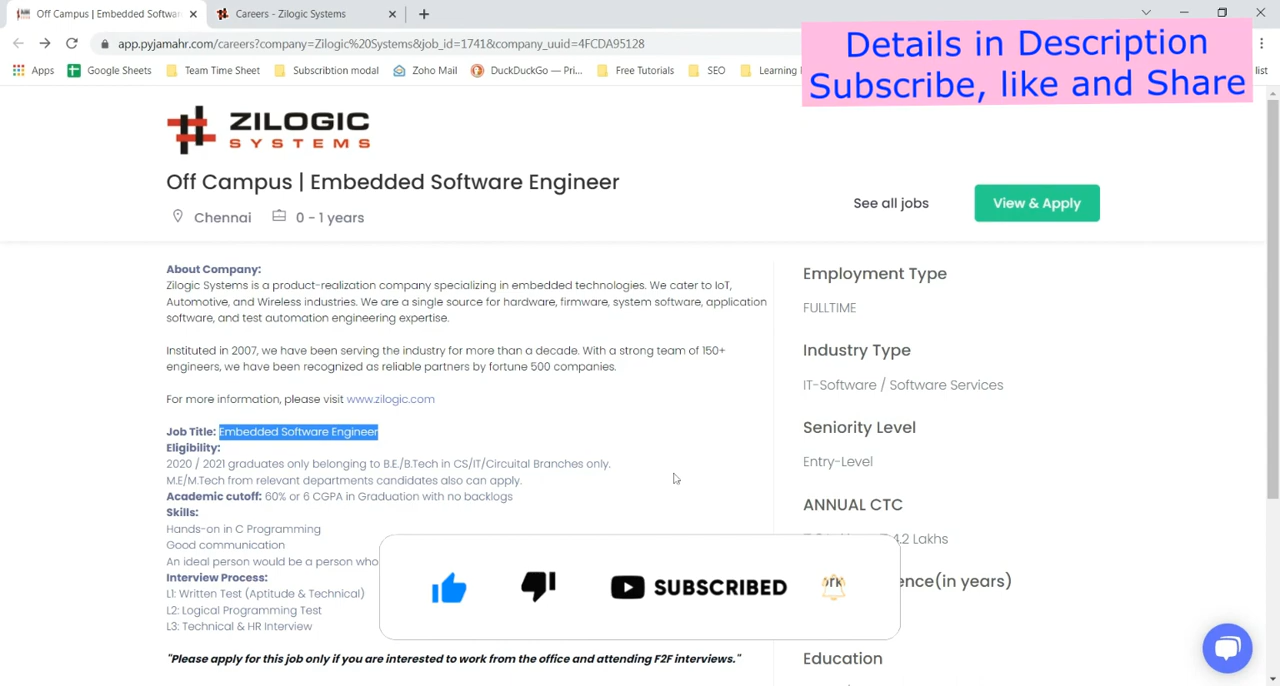 Off Campus | Embedded Softwar
Careers - Zilogic Systems
app.pyjamahr.com/careers?company=Zilogic%20Systems&job_id=1741&company_uuid=4FCDA95128
Apps
Google Sheets
Team Time Sheet
Subscribtion modal
Zoho Mail
DuckDuckGo — Pri...
Free Tutorials
SEO
Learning
list
Details in Description
Subscribe, like and Share
ZILOGIC
SYSTEMS
Off Campus | Embedded Software Engineer
Chennai 0 - 1 years
See all jobs
View & Apply
About Company:
Zilogic Systems is a product-realization company specializing in embedded technologies. We cater to IoT,
Automotive, and Wireless industries. We are a single source for hardware, firmware, system software, application
software, and test automation engineering expertise.
Instituted in 2007, we have been serving the industry for more than a decade. With a strong team of 150+
engineers, we have been recognized as reliable partners by fortune 500 companies.
For more information, please visit www.zilogic.com
Job Title: Embedded Software Engineer
Eligibility:
2020 / 2021 graduates only belonging to B.E./B.Tech in CS/IT/Circuital Branches only.
M.E/M.Tech from relevant departments candidates also can apply.
Academic cutoff: 60% or 6 CGPA in Graduation with no backlogs
Skills:
Hands-on in C Programming
Good communication
An ideal person would be a person who
Interview Process:
L1: Written Test (Aptitude & Technical)
L2: Logical Programming Test
L3: Technical & HR Interview
"Please apply for this job only if you are interested to work from the office and attending F2F interviews."
Employment Type
FULLTIME
Industry Type
IT-Software / Software Services
Seniority Level
Entry-Level
ANNUAL CTC
4.2 Lakhs
ence(in years)
Education
SUBSCRIBED